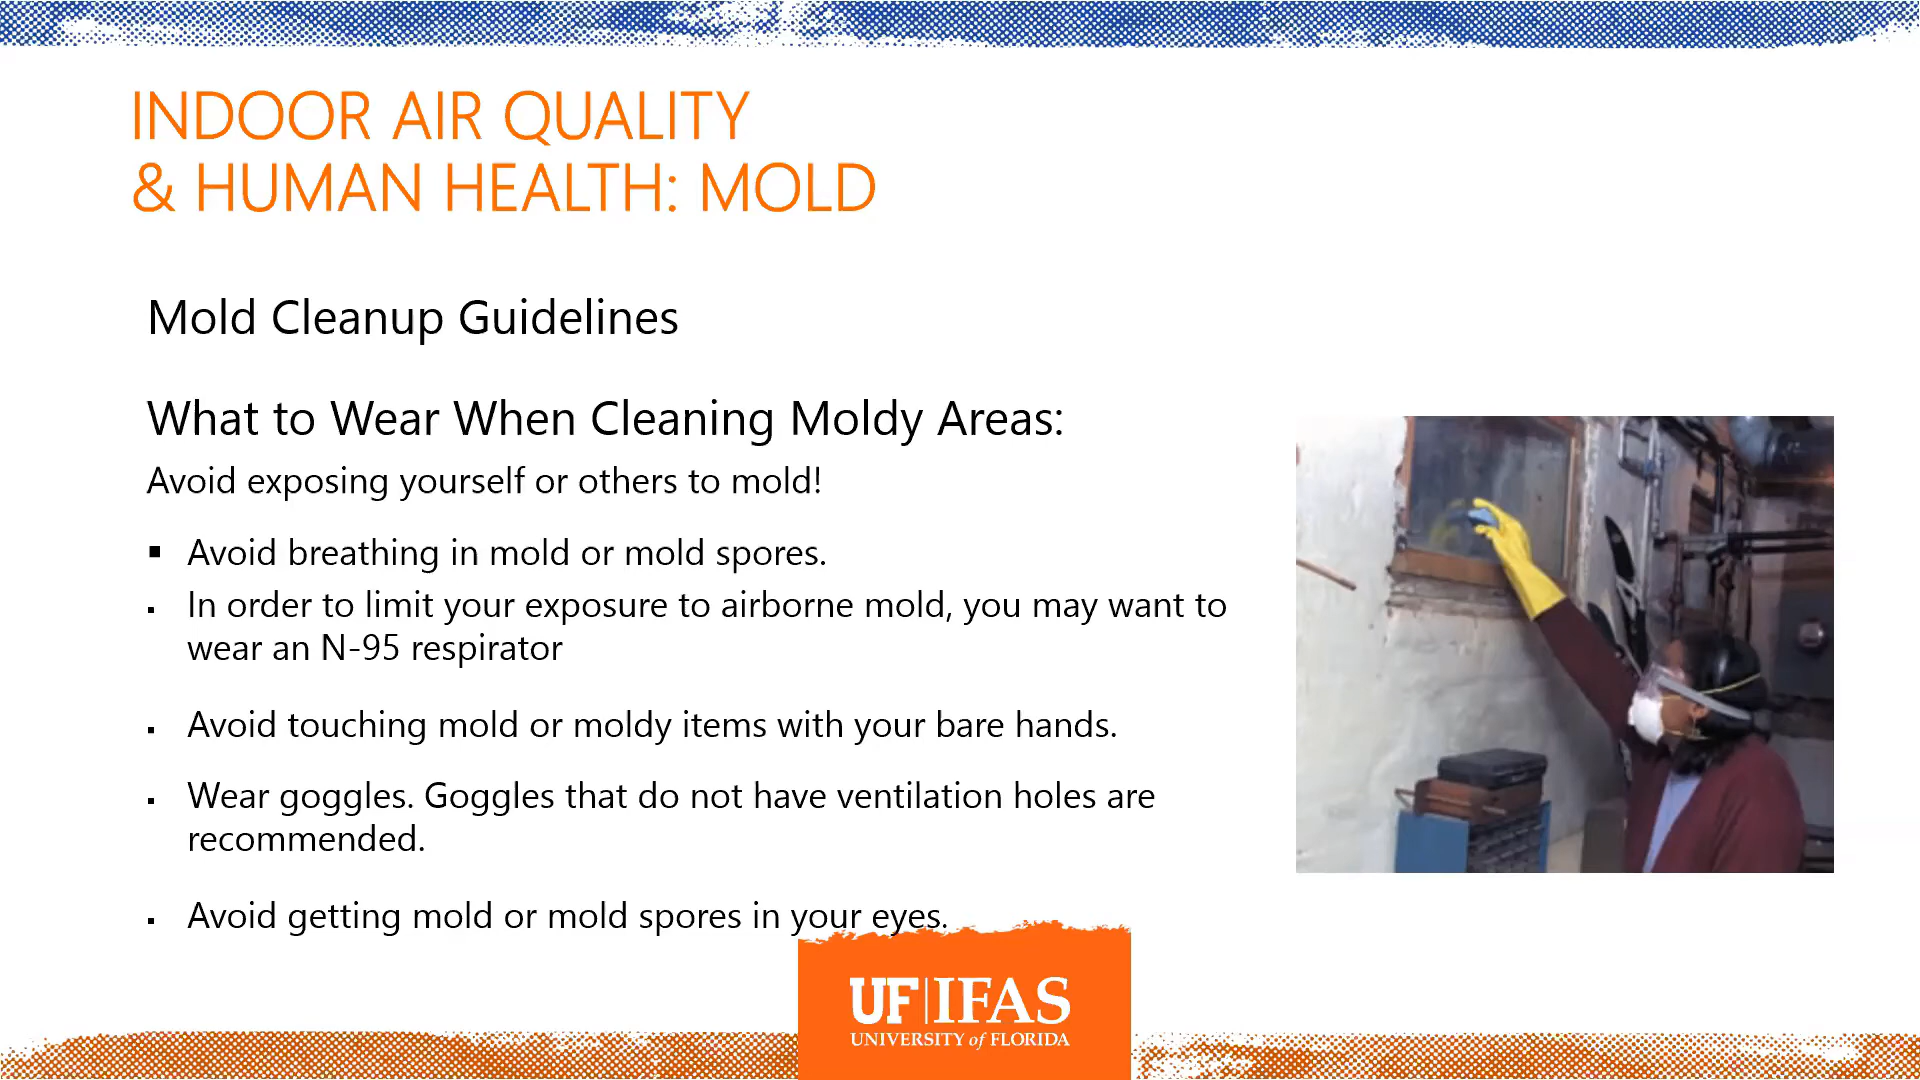 INDOOR AIR QUALITY
& HUMAN HEALTH: MOLD
Mold Cleanup Guidelines
What to Wear When Cleaning Moldy Areas:
Avoid exposing yourself or others to mold!
▪ Avoid breathing in mold or mold spores.
▪ In order to limit your exposure to airborne mold, you may want to
wear an N-95 respirator
▪ Avoid touching mold or moldy items with your bare hands.
▪ Wear goggles. Goggles that do not have ventilation holes are
recommended.
▪ Avoid getting mold or mold spores in your eyes.
UF|IFAS
UNIVERSITY of FLORIDA